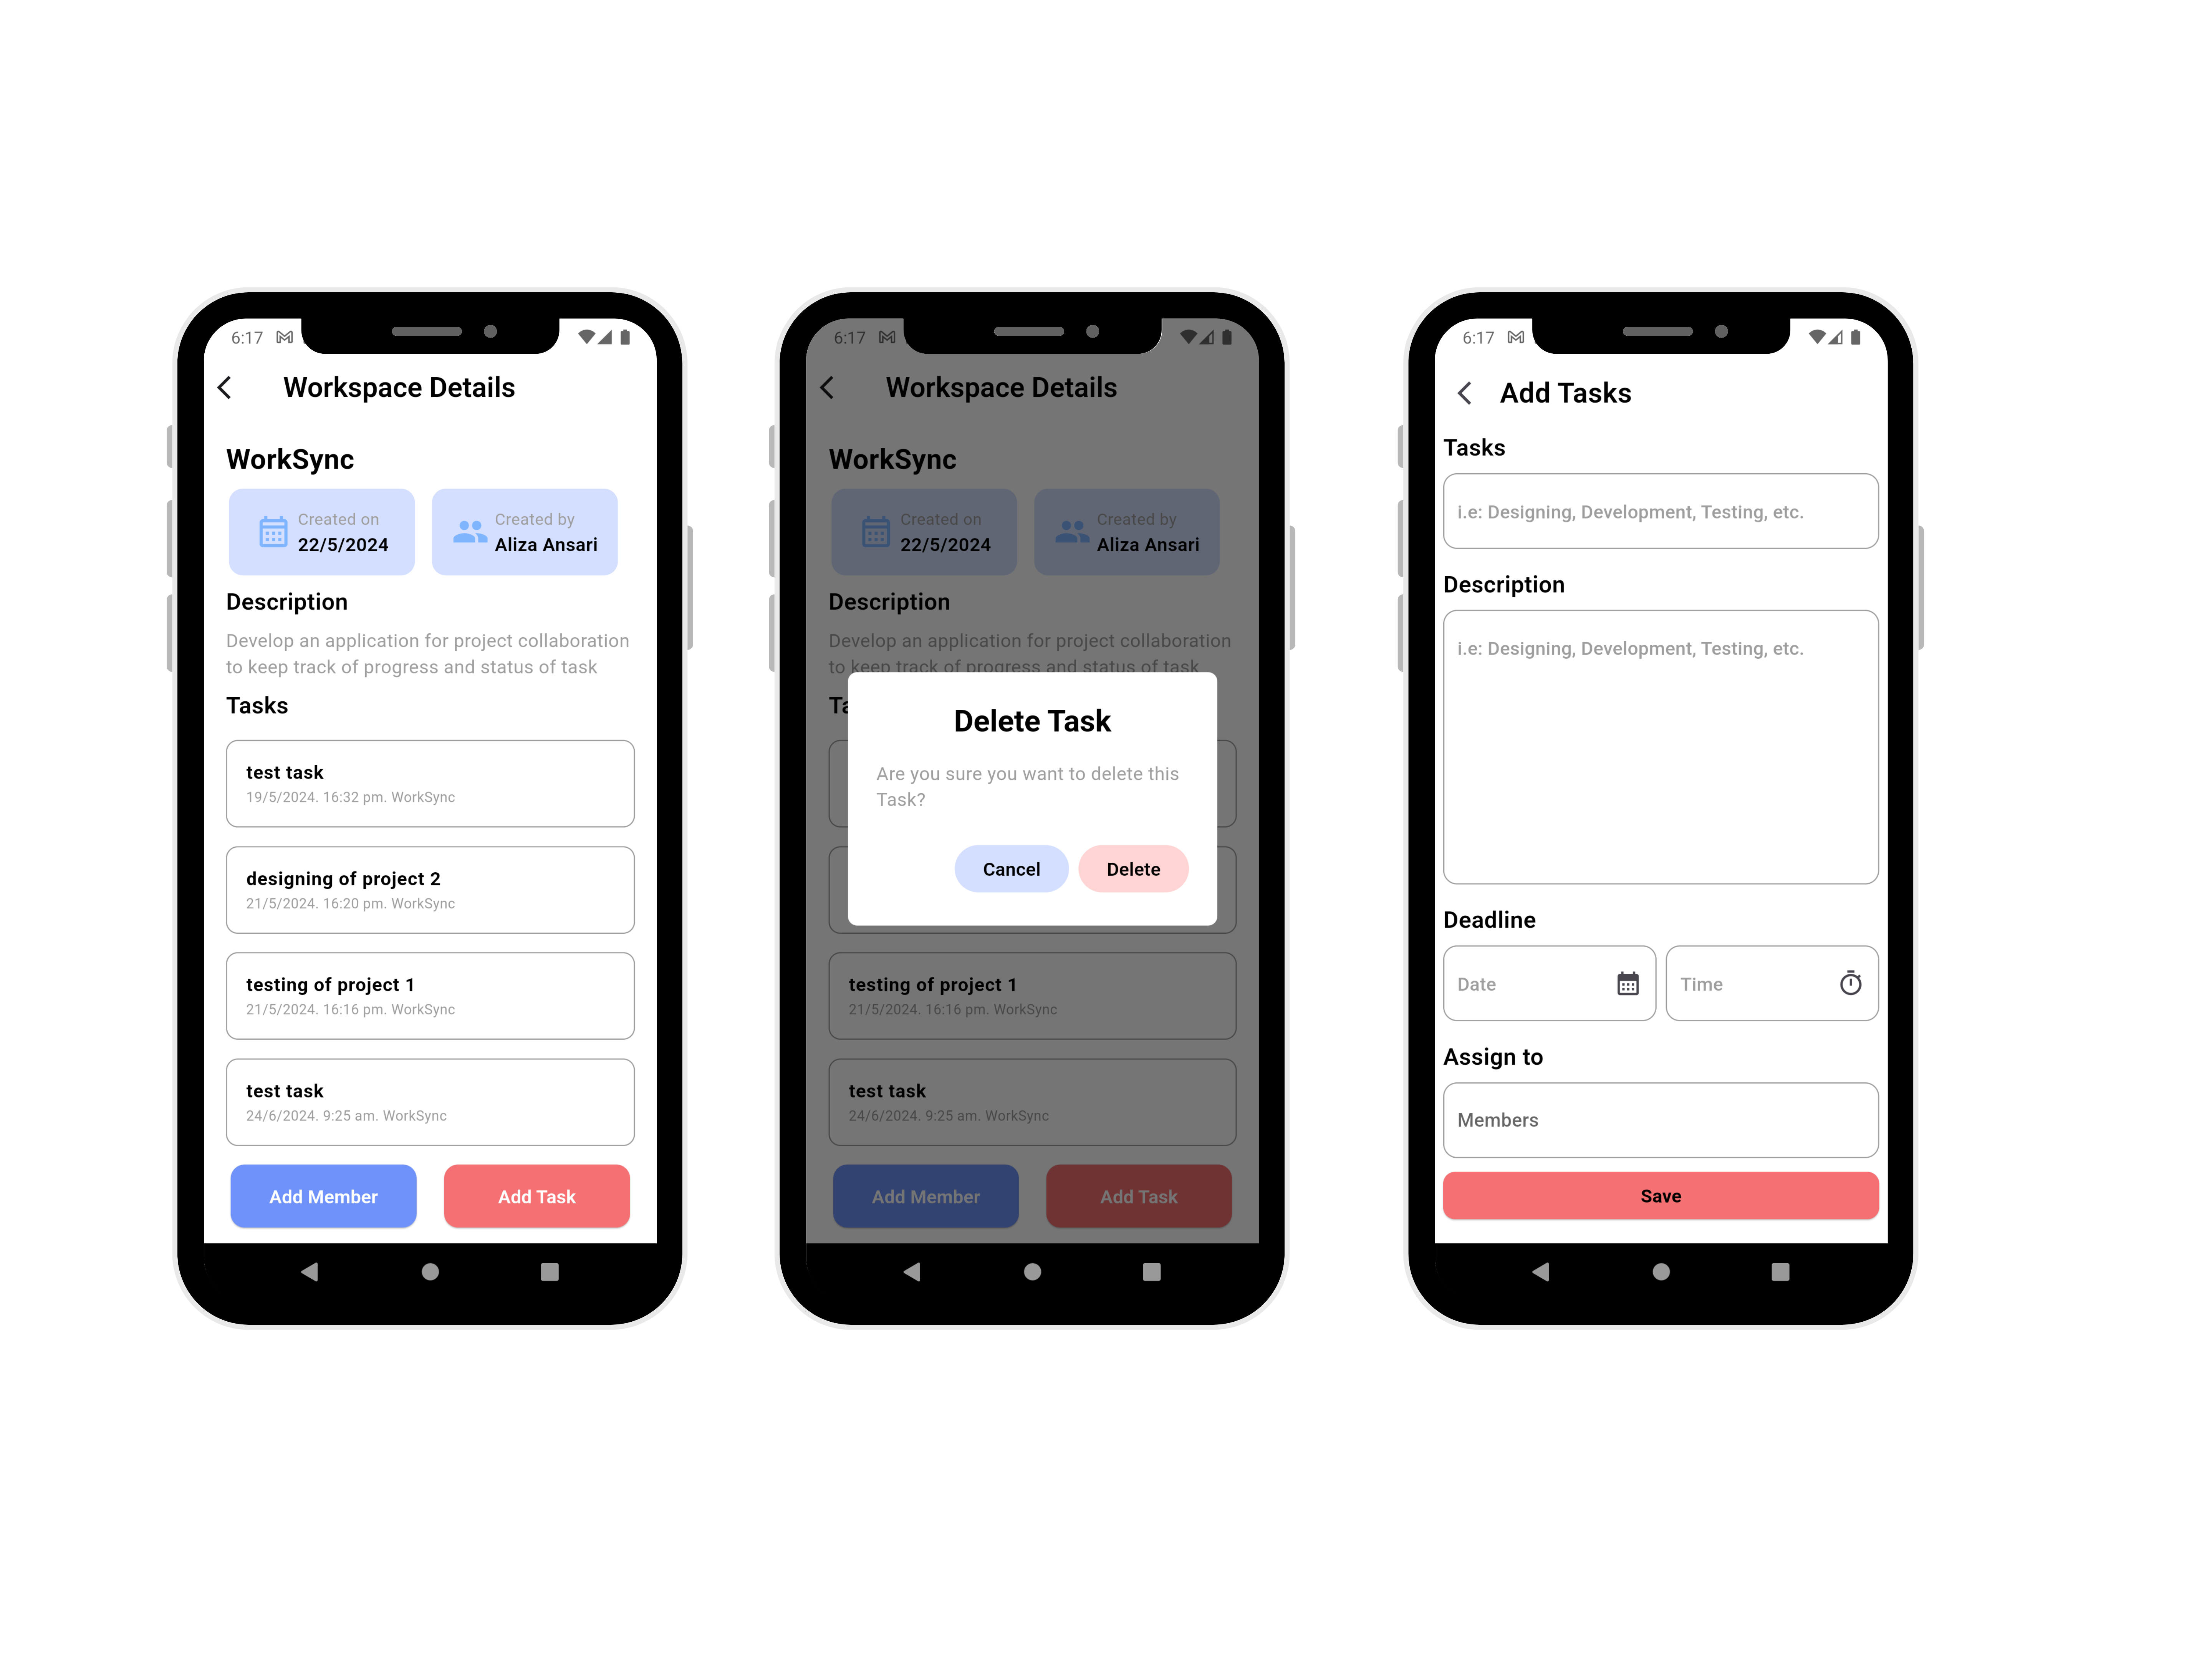 6:17
Workspace Details
WorkSync
Created on
22/5/2024
Created by
Aliza Ansari
Description
Develop an application for project collaboration
to keep track of progress and status of task
Tasks
test task
19/5/2024. 16:32 pm. WorkSync
designing of project 2
21/5/2024. 16:20 pm. WorkSync
testing of project 1
21/5/2024. 16:16 pm. WorkSync
test task
24/6/2024. 9:25 am. WorkSync
Add Member
Add Task
6:17
Workspace Details
WorkSync
Created on
22/5/2024
Created by
Aliza Ansari
Description
Develop an application for project collaboration
to keep track of progress and status of task
Delete Task
Are you sure you want to delete this
Task?
Cancel
Delete
testing of project 1
21/5/2024. 16:16 pm. WorkSync
test task
24/6/2024. 9:25 am. WorkSync
Add Member
Add Task
6:17
Add Tasks
Tasks
i.e: Designing, Development, Testing, etc.
Description
i.e: Designing, Development, Testing, etc.
Deadline
Date
Time
Assign to
Members
Save